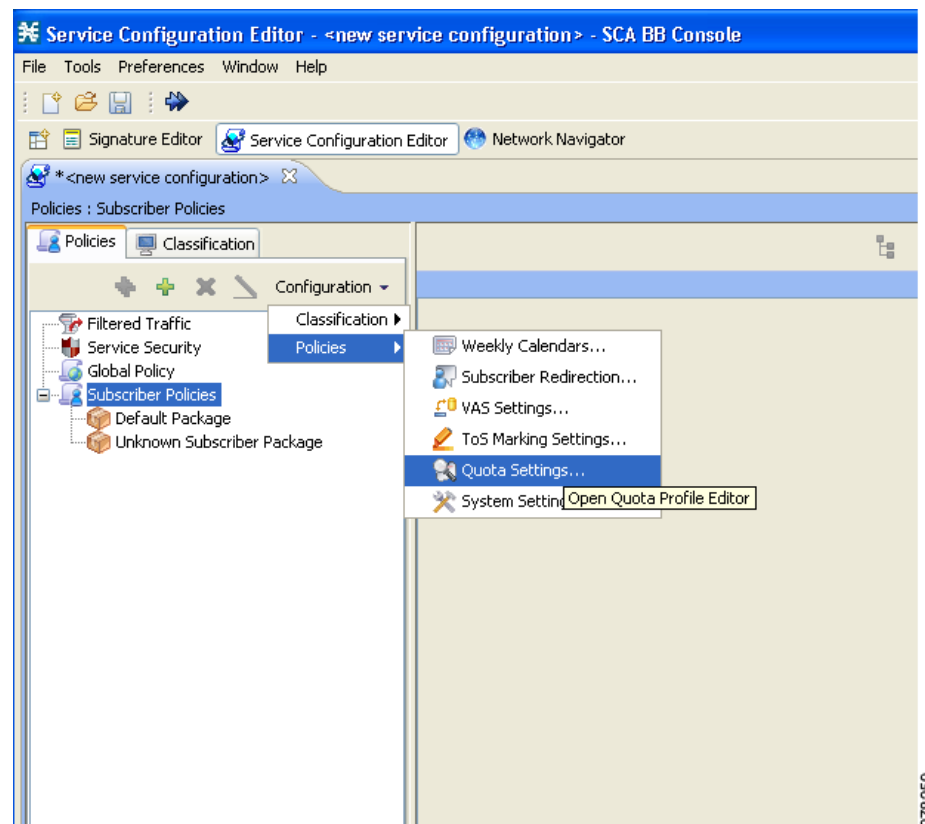 Service Configuration Editor - <new service configuration> - SCA BB Console
File Tools Preferences Window Help
Signature Editor Service Configuration Editor Network Navigator
*<new service configuration>
Policies : Subscriber Policies
Policies Classification
Configuration
Filtered Traffic
Service Security
Global Policy
Subscriber Policies
Default Package
Unknown Subscriber Package
Classification
Policies
Weekly Calendars...
Subscriber Redirection...
VAS Settings...
ToS Marking Settings...
Quota Settings...
System Settin
Open Quota Profile Editor